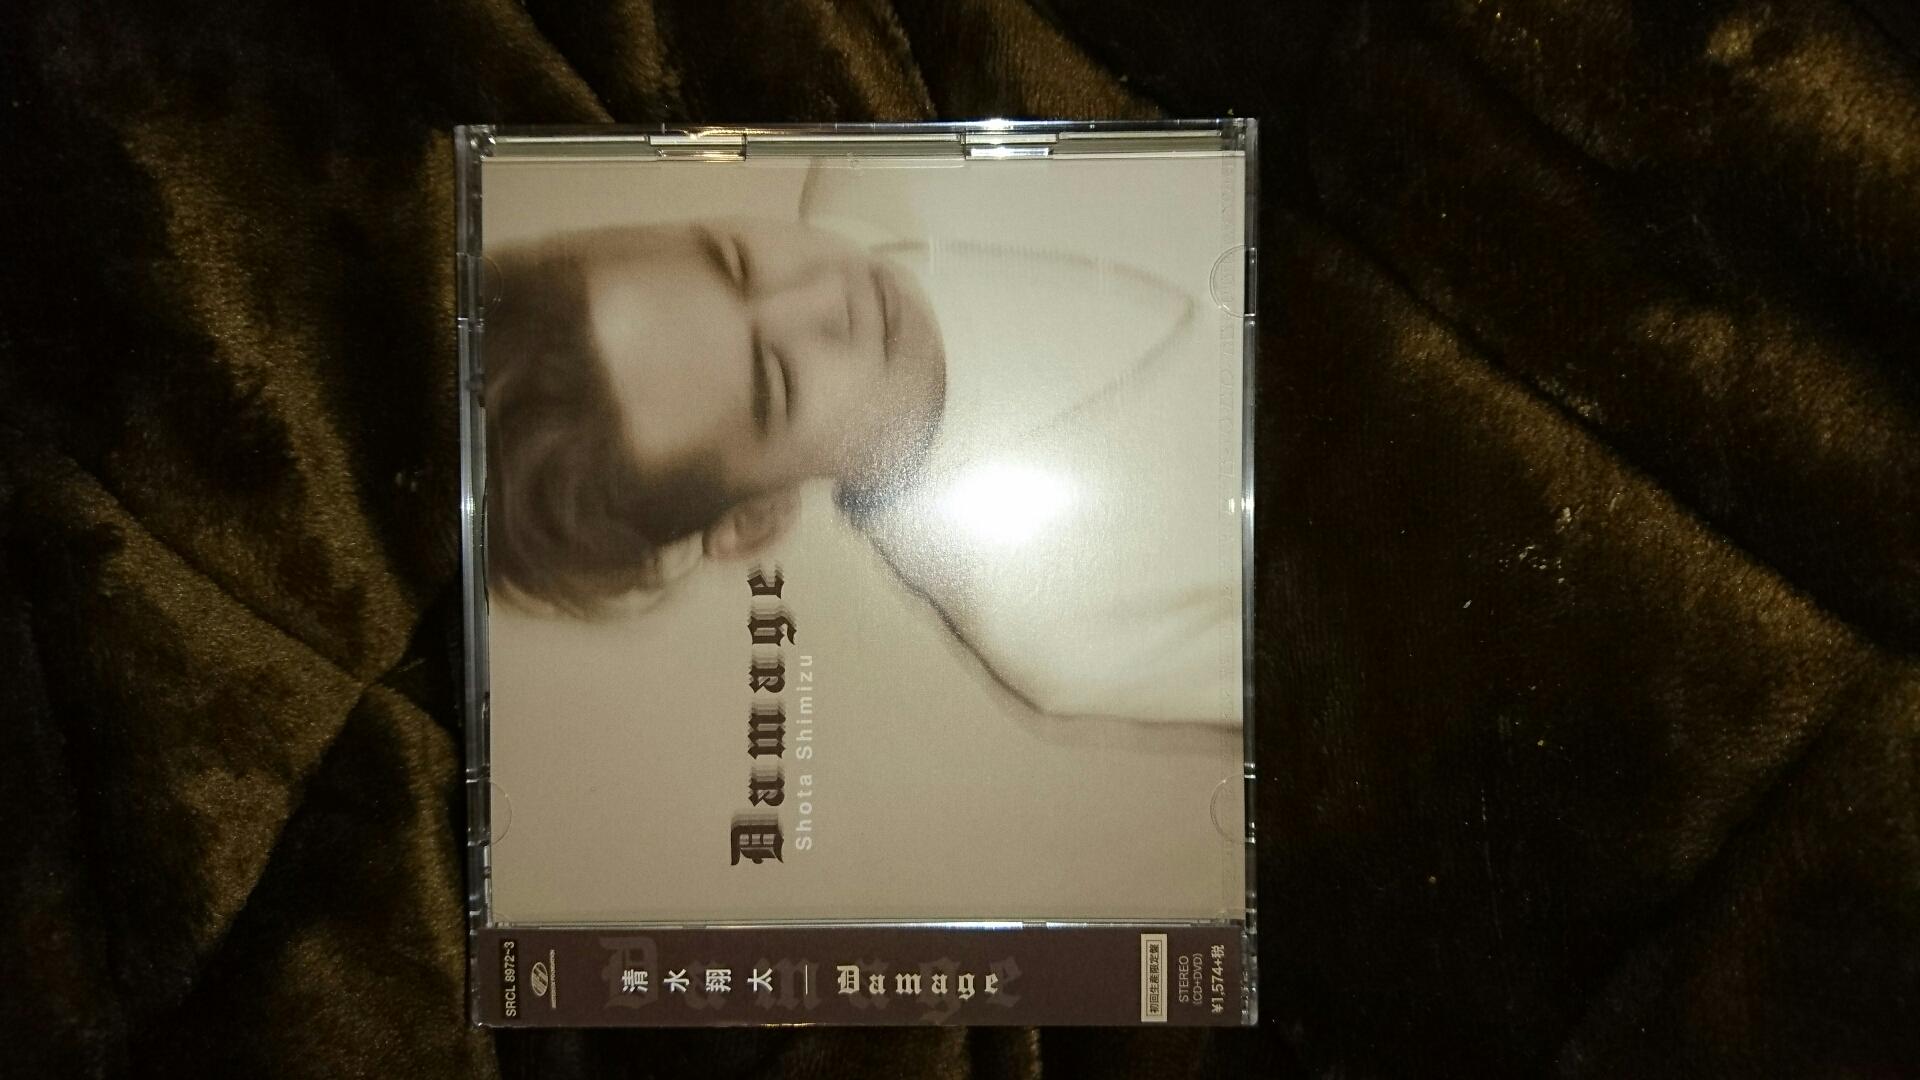 Damage
Shota Shimizu
SRCL 8972~3
清水翔太 — Damage
初回生産限定盤
STEREO
(CD+DVD)
¥1,574+税